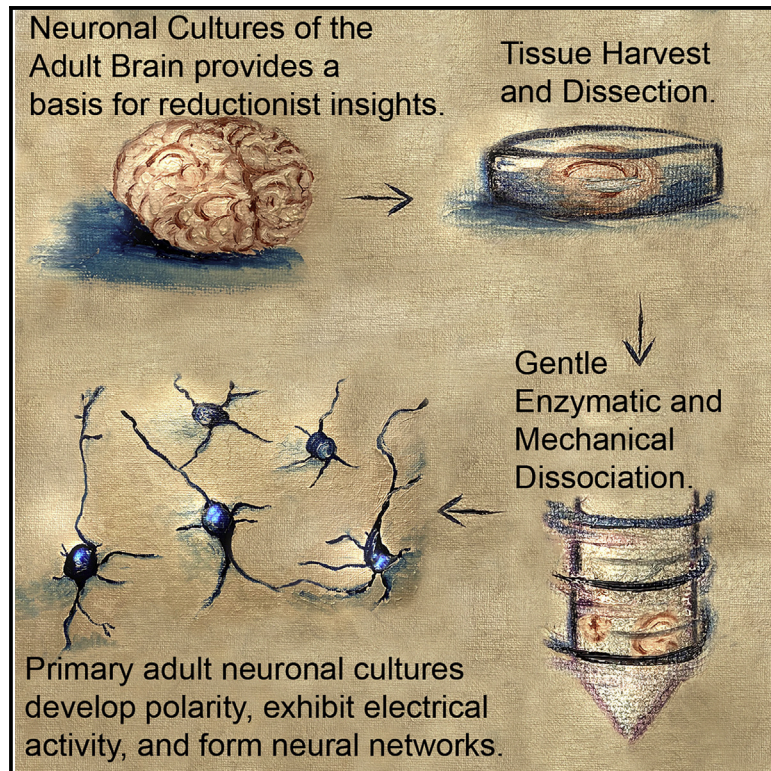 Neuronal Cultures of the
Adult Brain provides a
basis for reductionist insights.
Tissue Harvest
and Dissection.
Gentle
Enzymatic and
Mechanical
Dissociation.
Primary adult neuronal cultures
develop polarity, exhibit electrical
activity, and form neural networks.